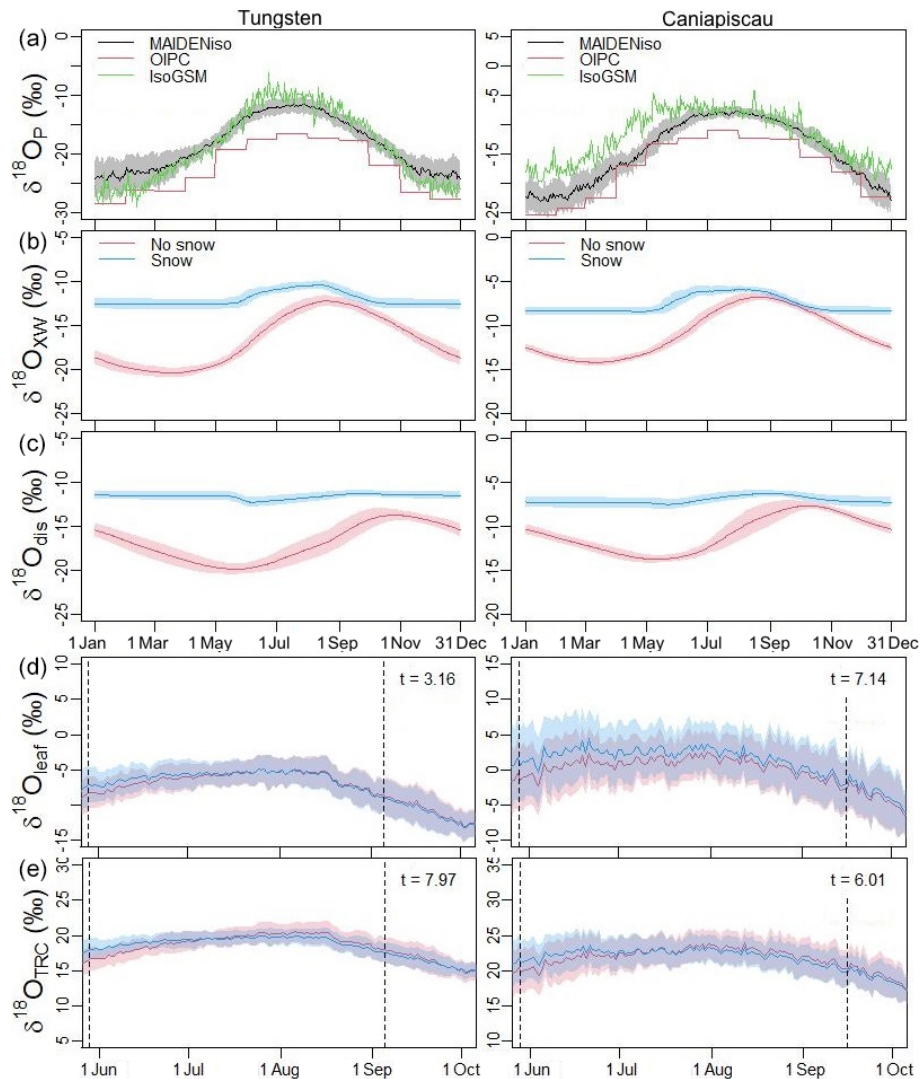 Tungsten Caniapiscau
(a)
δ18OP (‰)
0 -10 -20 -30
MAIDENiso
OIPC
IsoGSM
5 -5 -15 -25
MAIDENiso
OIPC
IsoGSM
(b)
δ18OXW (‰)
-5 -10 -15 -20 -25
No snow
Snow
0 -5 -10 -15 -20
No snow
Snow
(c)
δ18Odis (‰)
-5 -10 -15 -20 -25
0 -5 -10 -15 -20
1 Jan 1 Mar 1 May 1 Jul 1 Sep 1 Nov 31 Dec
1 Jan 1 Mar 1 May 1 Jul 1 Sep 1 Nov 31 Dec
(d)
δ18Oleaf (‰)
10 5 0 -5 -15
t = 3.16
15 10 5 0 -5 -10
t = 7.14
(e)
δ18OTRC (‰)
30 25 20 15 10 5
t = 7.97
35 30 25 20 15 10
t = 6.01
1 Jun 1 Jul 1 Aug 1 Sep 1 Oct
1 Jun 1 Jul 1 Aug 1 Sep 1 Oct